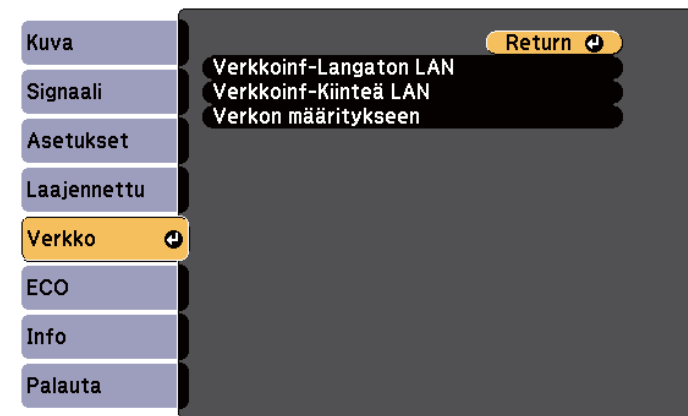 Kuva
Signaali
Asetukset
Laajennettu
Verkko
ECO
Info
Palauta
Return
Verkkoinf-Langaton LAN
Verkkoinf-Kiinteä LAN
Verkon määritykseen